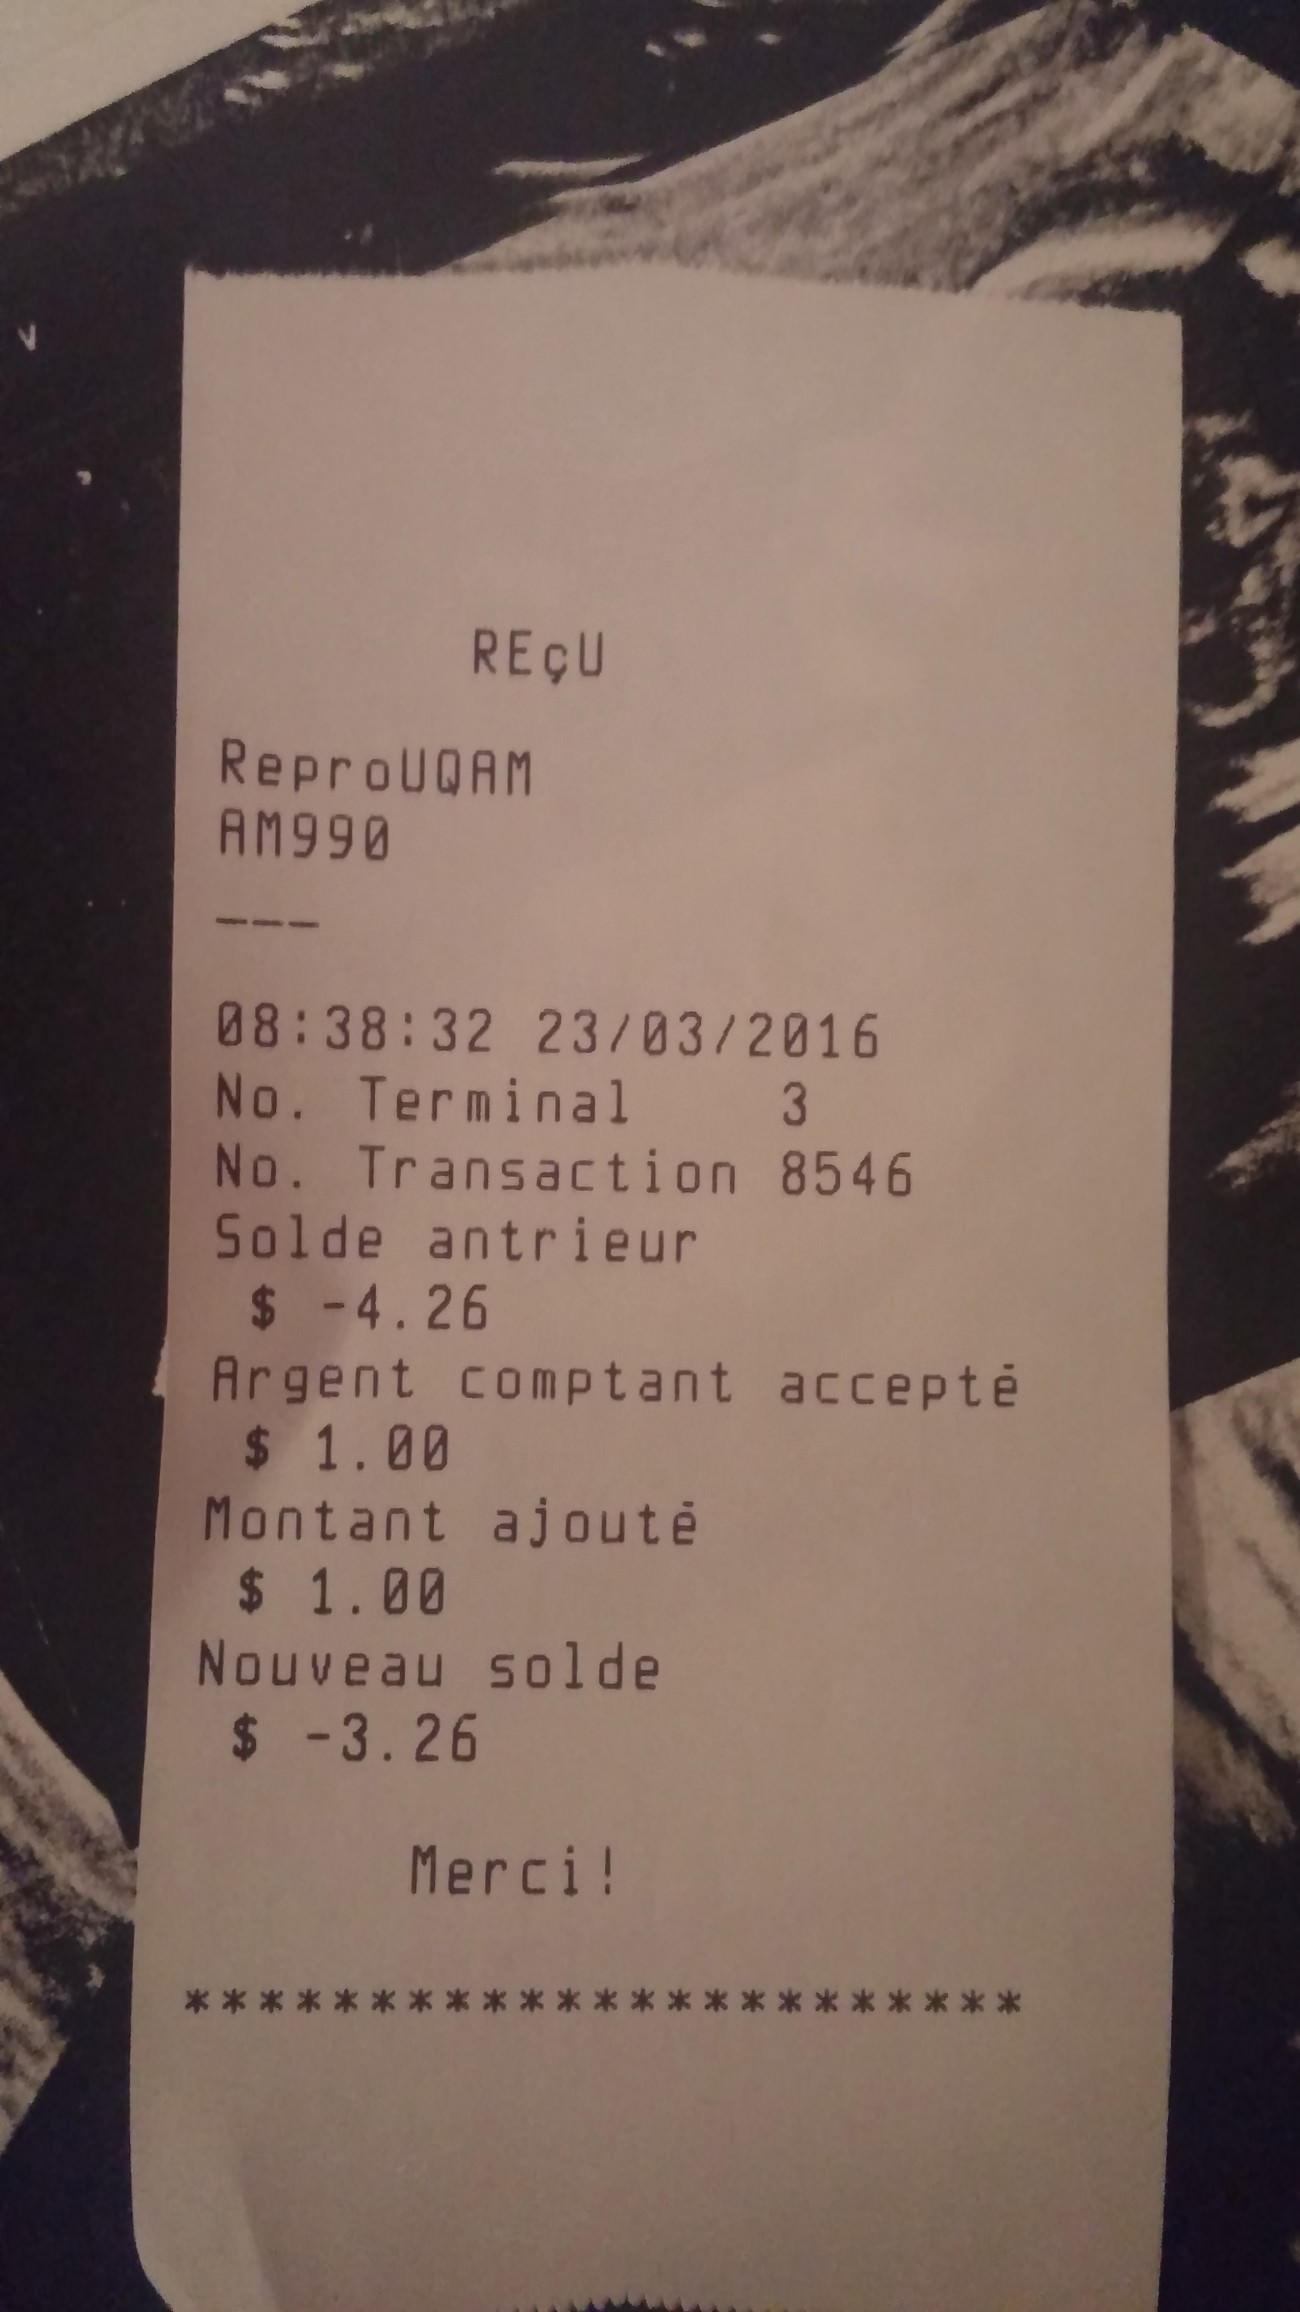 REçU
ReproUQAM
AM990
---
08:38:32 23/03/2016
No. Terminal 3
No. Transaction 8546
Solde antrieur
$ -4.26
Argent comptant accepté
$ 1.00
Montant ajouté
$ 1.00
Nouveau solde
$ -3.26
Merci!
***********************